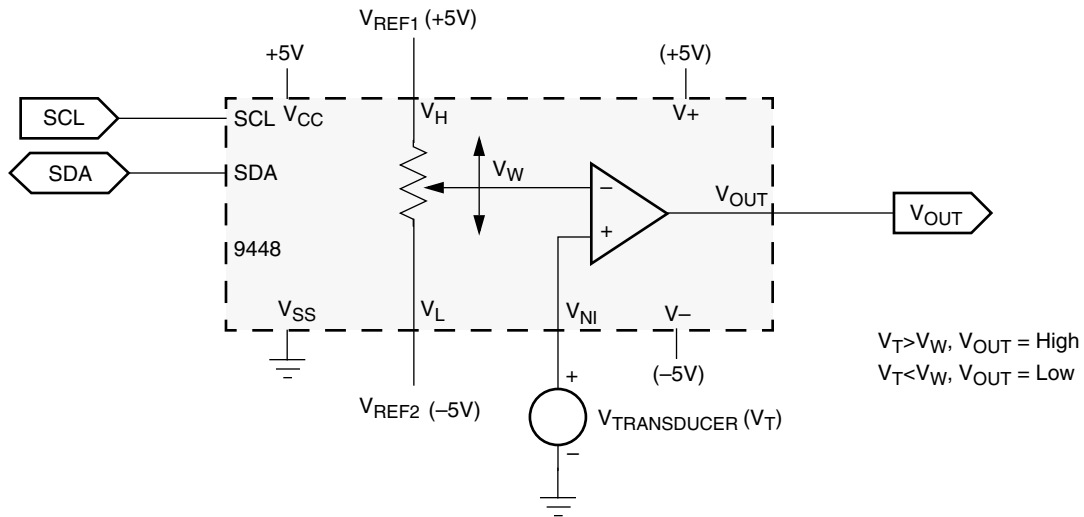 VREF1 (+5V)
+5V
(+5V)
SCL
SCL
VCC
VH
V+
SDA
SDA
VW
–
VOUT
VOUT
+
9448
VSS
VL
VNI
V–
VT>VW, VOUT = High
VT<VW, VOUT = Low
(–5V)
+
VREF2 (–5V)
VTRANSDUCER (VT)
–